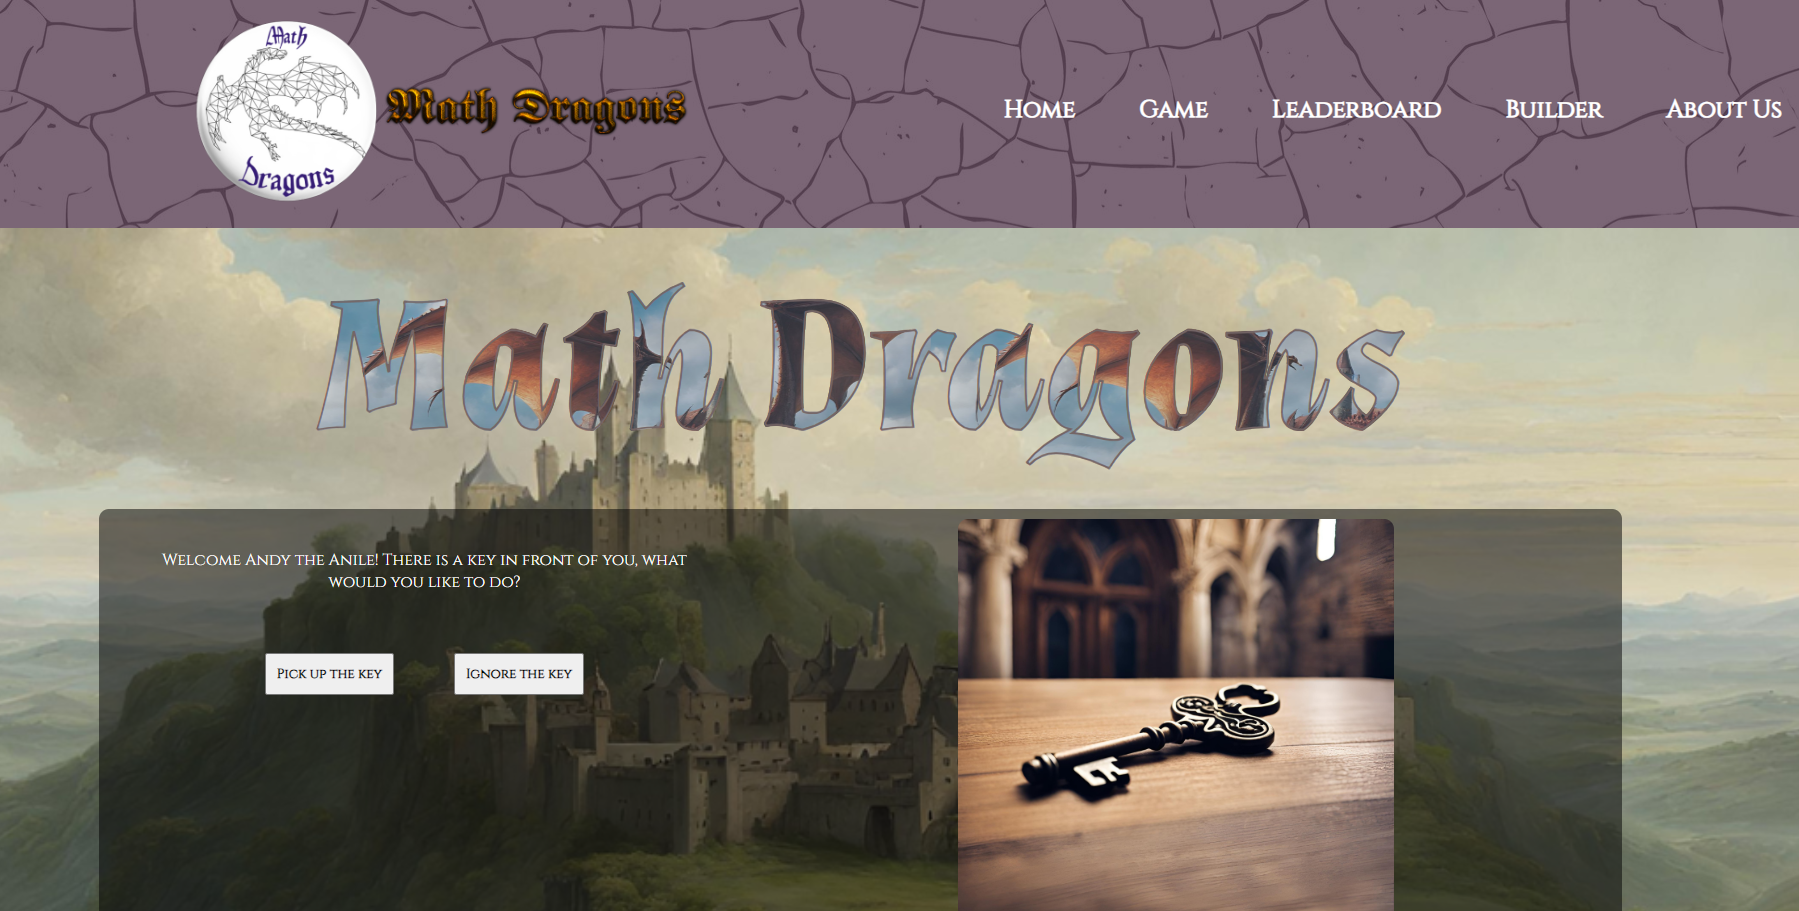 Math
Dragons
Math Dragons
Home Game Leaderboard Builder About Us
Math Dragons
Welcome Andy the Anile! There is a key in front of you, what
would you like to do?
Pick up the key Ignore the key